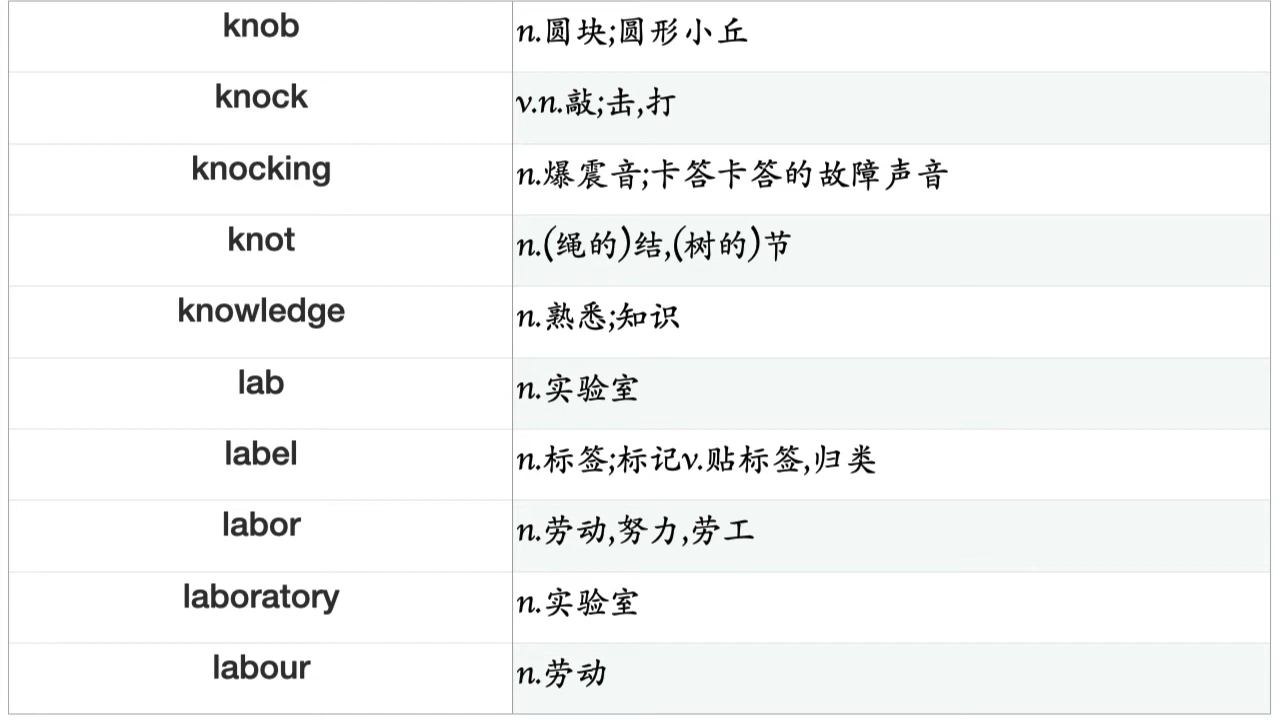 knob n.圆块;圆形小丘
knock v.n.敲;击,打
knocking n.爆震音;卡答卡答的故障声音
knot n.(绳的)结,(树的)节
knowledge n.熟悉;知识
lab n.实验室
label n.标签;标记v.贴标签,归类
labor n.劳动,努力,劳工
laboratory n.实验室
labour n.劳动